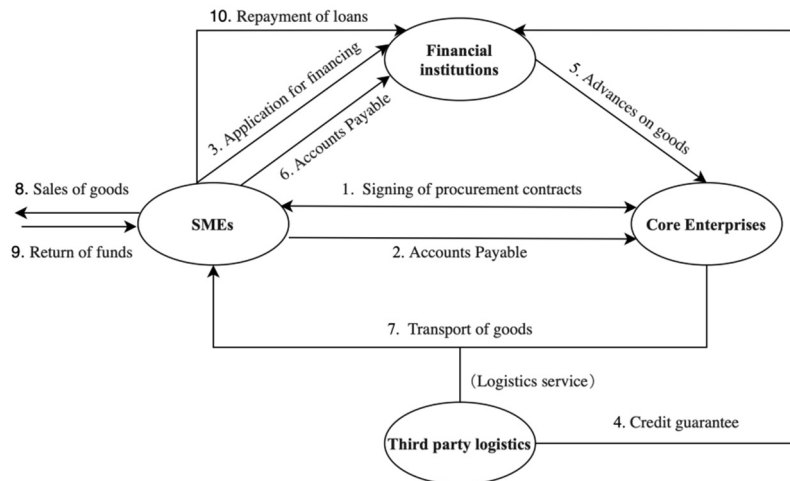 10. Repayment of loans
Financial
institutions
3. Application for financing
5. Advances on goods
6. Accounts Payable
8. Sales of goods
1. Signing of procurement contracts
SMEs
Core Enterprises
9. Return of funds
2. Accounts Payable
7. Transport of goods
(Logistics service)
4. Credit guarantee
Third party logistics